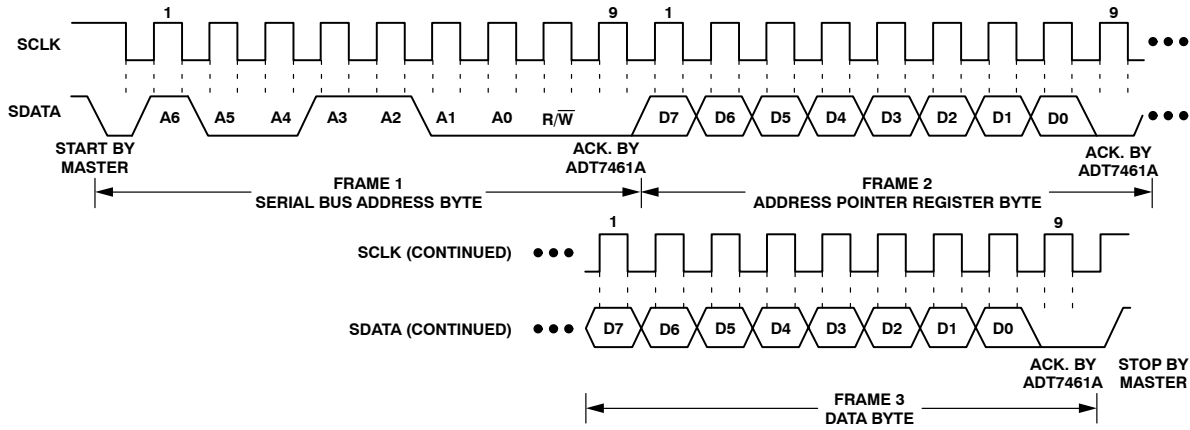 1 9 1 9
SCLK
SDATA A6 A5 A4 A3 A2 A1 A0 R/W̅ D7 D6 D5 D4 D3 D2 D1 D0
START BY
MASTER
ACK. BY
ADT7461A
ACK. BY
ADT7461A
FRAME 1
SERIAL BUS ADDRESS BYTE
FRAME 2
ADDRESS POINTER REGISTER BYTE
1 9
SCLK (CONTINUED)
SDATA (CONTINUED) D7 D6 D5 D4 D3 D2 D1 D0
ACK. BY
ADT7461A
STOP BY
MASTER
FRAME 3
DATA BYTE